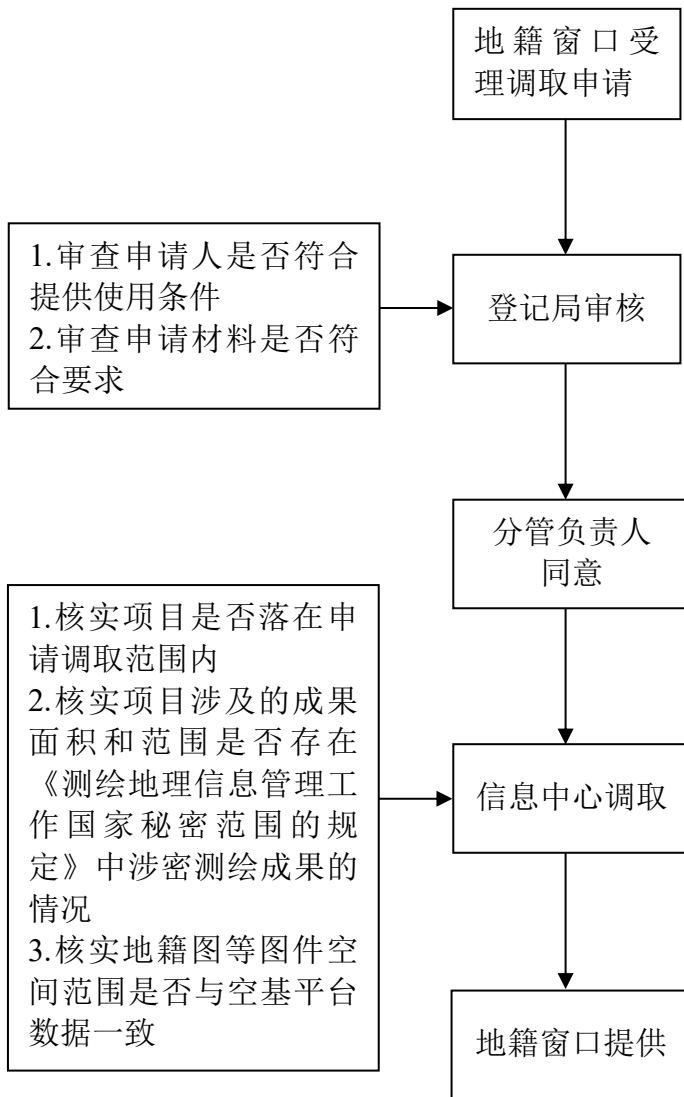 地籍窗口受
理调取申请
1.审查申请人是否符合
提供使用条件
2.审查申请材料是否符
合要求
登记局审核
分管负责人
同意
1.核实项目是否落在申
请调取范围内
2.核实项目涉及的成果
面积和范围是否存在
《测绘地理信息管理工
作国家秘密范围的规
定》中涉密测绘成果的
情况
3.核实地籍图等图件空
间范围是否与空基平台
数据一致
信息中心调取
地籍窗口提供